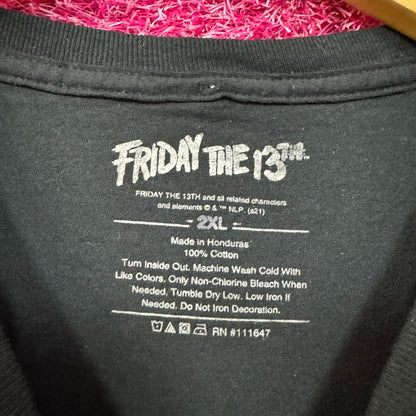 FRIDAY THE 13TH.
FRIDAY THE 13TH and all related characters
and elements © & ™ NLP. (s21)
2XL
Made in Honduras
100% Cotton
Turn Inside Out. Machine Wash Cold With
Like Colors. Only Non-Chlorine Bleach When
Needed. Tumble Dry Low. Low Iron If
Needed. Do Not Iron Decoration.
RN #111647